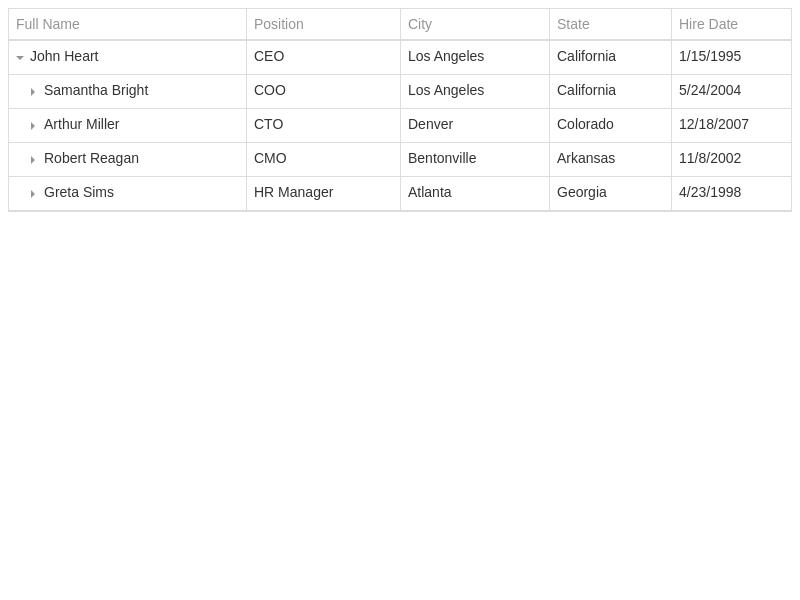 Full Name Position City State Hire Date
John Heart CEO Los Angeles California 1/15/1995
Samantha Bright COO Los Angeles California 5/24/2004
Arthur Miller CTO Denver Colorado 12/18/2007
Robert Reagan CMO Bentonville Arkansas 11/8/2002
Greta Sims HR Manager Atlanta Georgia 4/23/1998